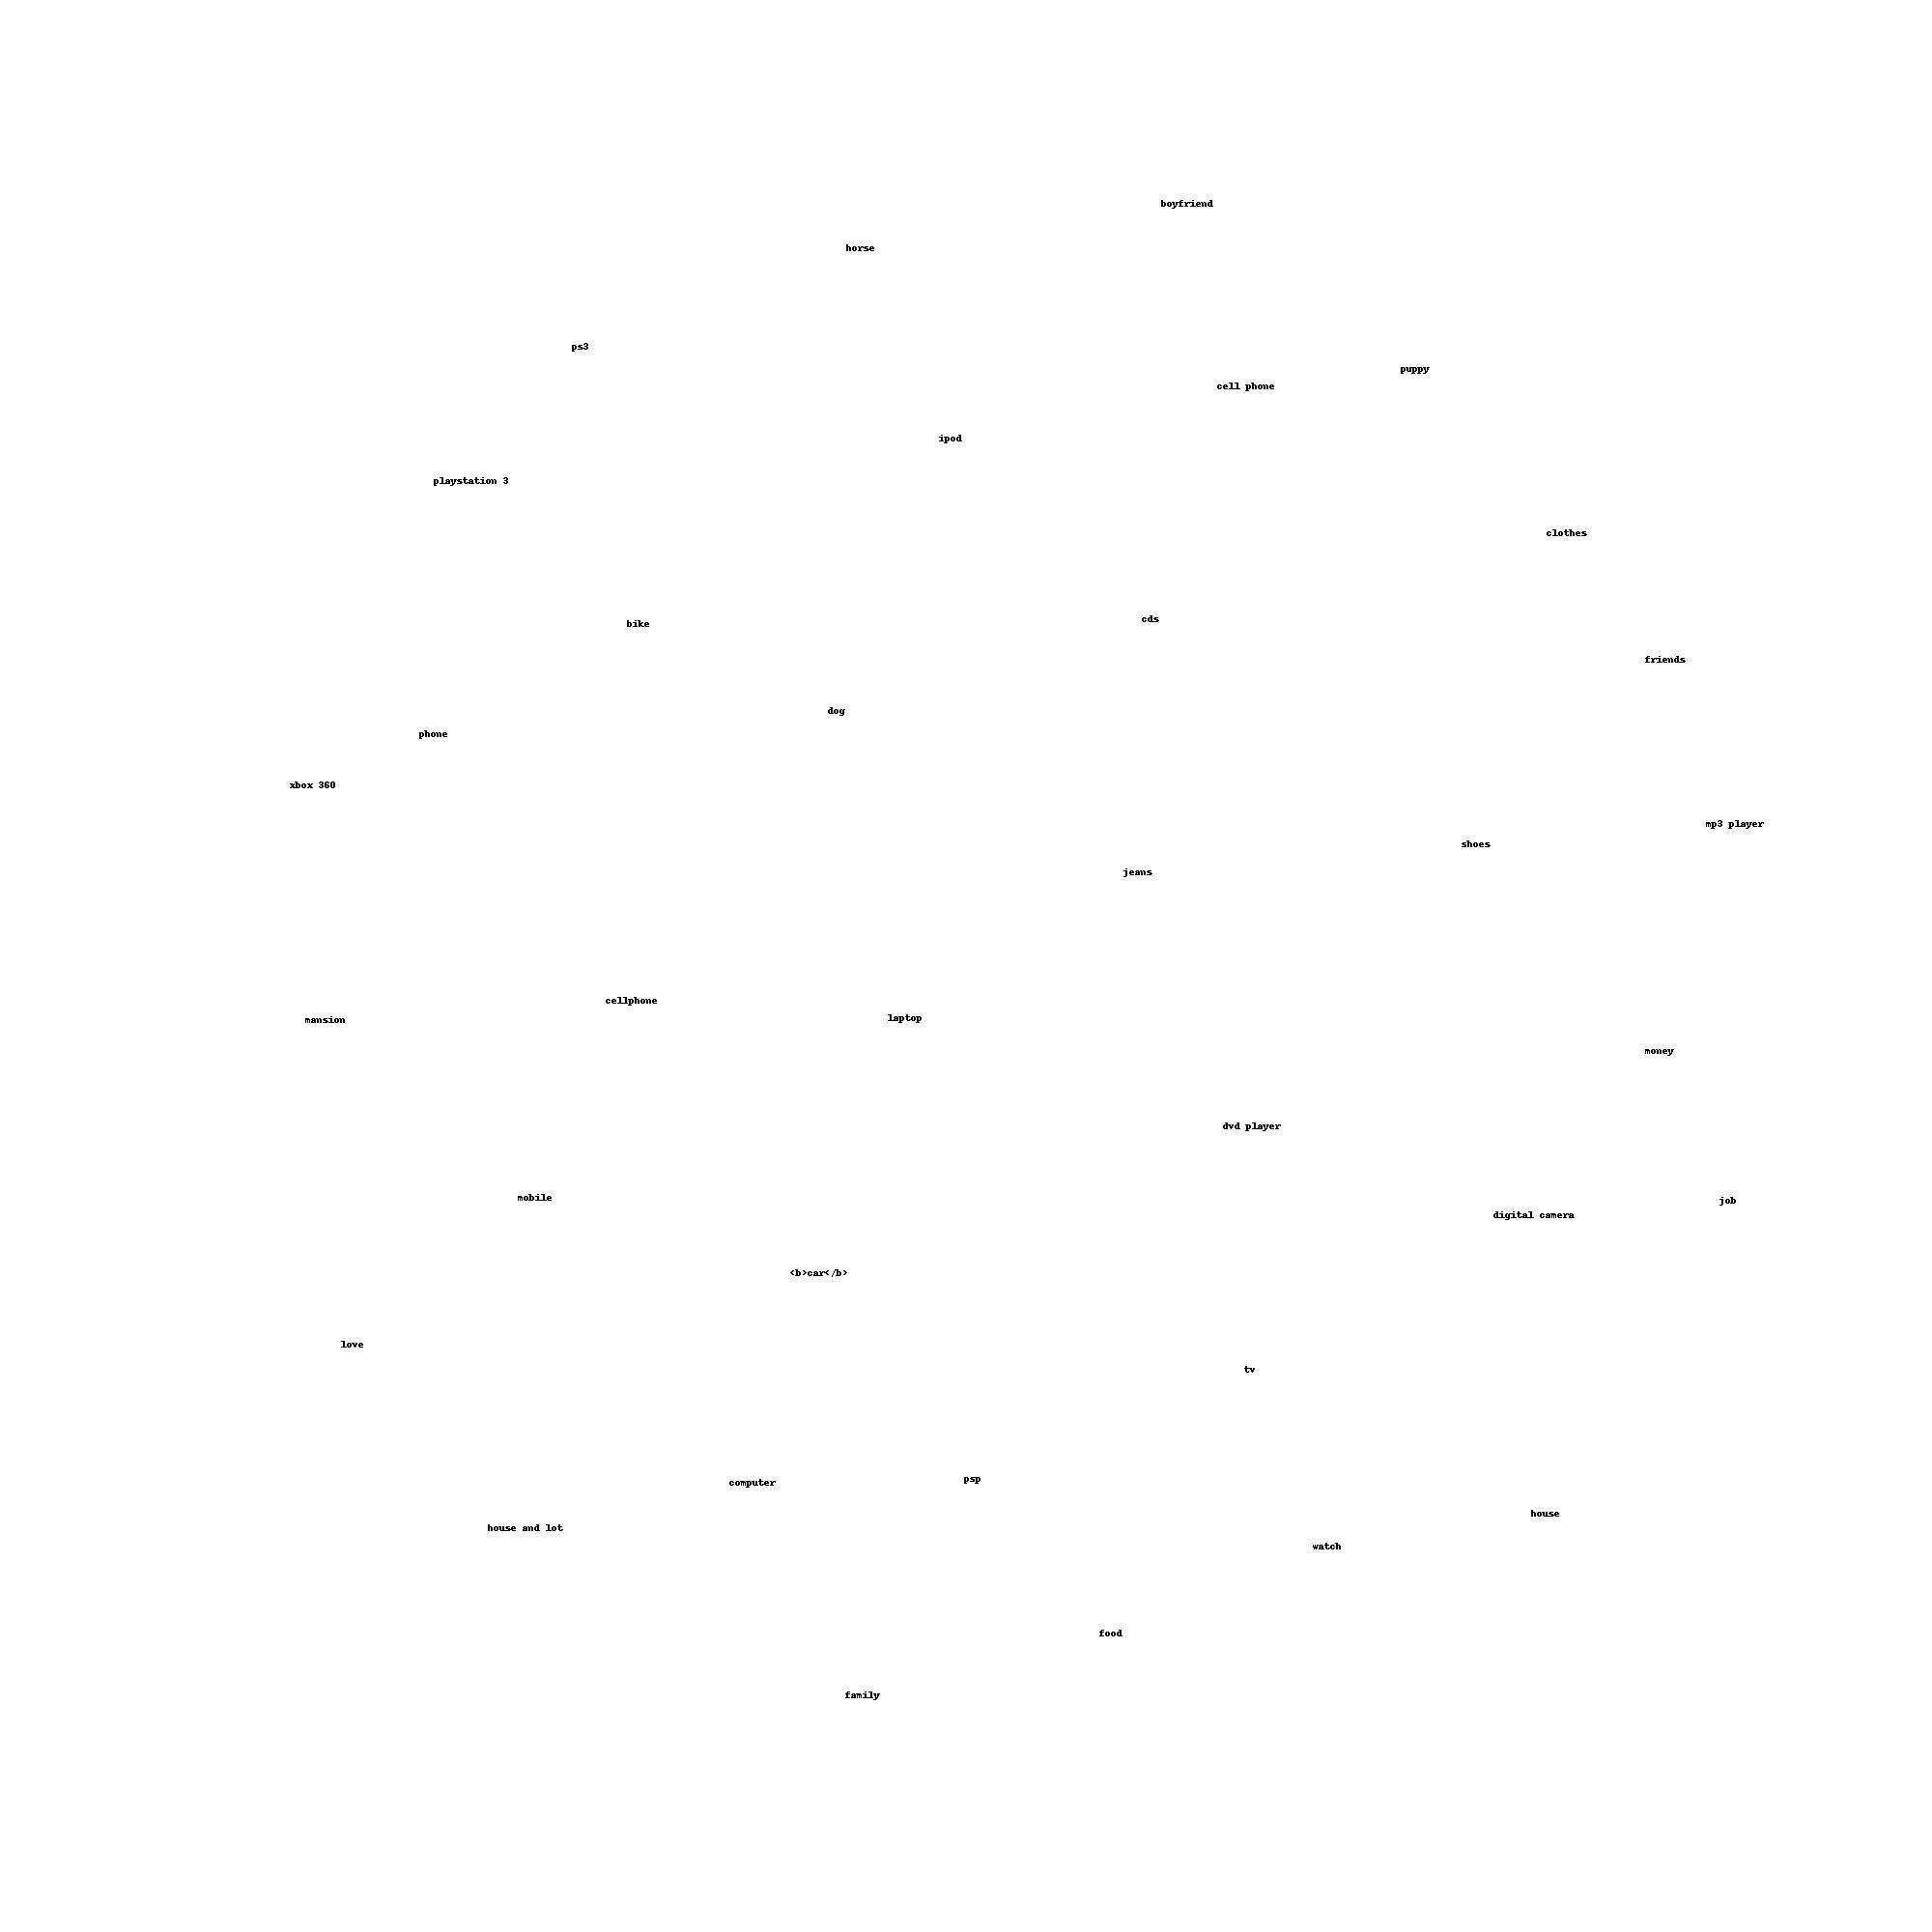 boyfriend
horse
ps3
puppy
cell phone
ipod
playstation 3
clothes
cds
bike
friends
dog
phone
xbox 360
mp3 player
shoes
jeans
cellphone
laptop
mansion
money
dvd player
mobile
job
digital camera
<b>car</b>
love
tv
psp
computer
house
house and lot
watch
food
family